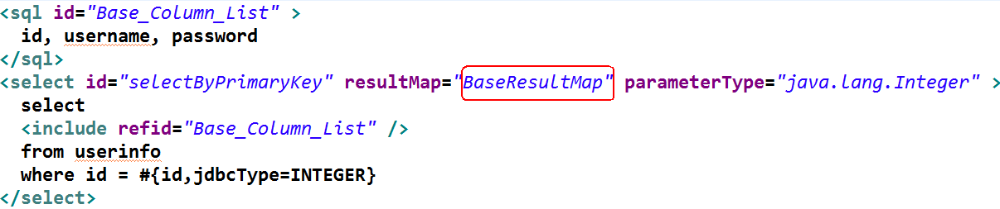 <sql id="Base_Column_List" >
id, username, password
</sql>
<select id="selectByPrimaryKey" resultMap="BaseResultMap" parameterType="java.lang.Integer" >
select
<include refid="Base_Column_List" />
from userinfo
where id = #{id,jdbcType=INTEGER}
</select>